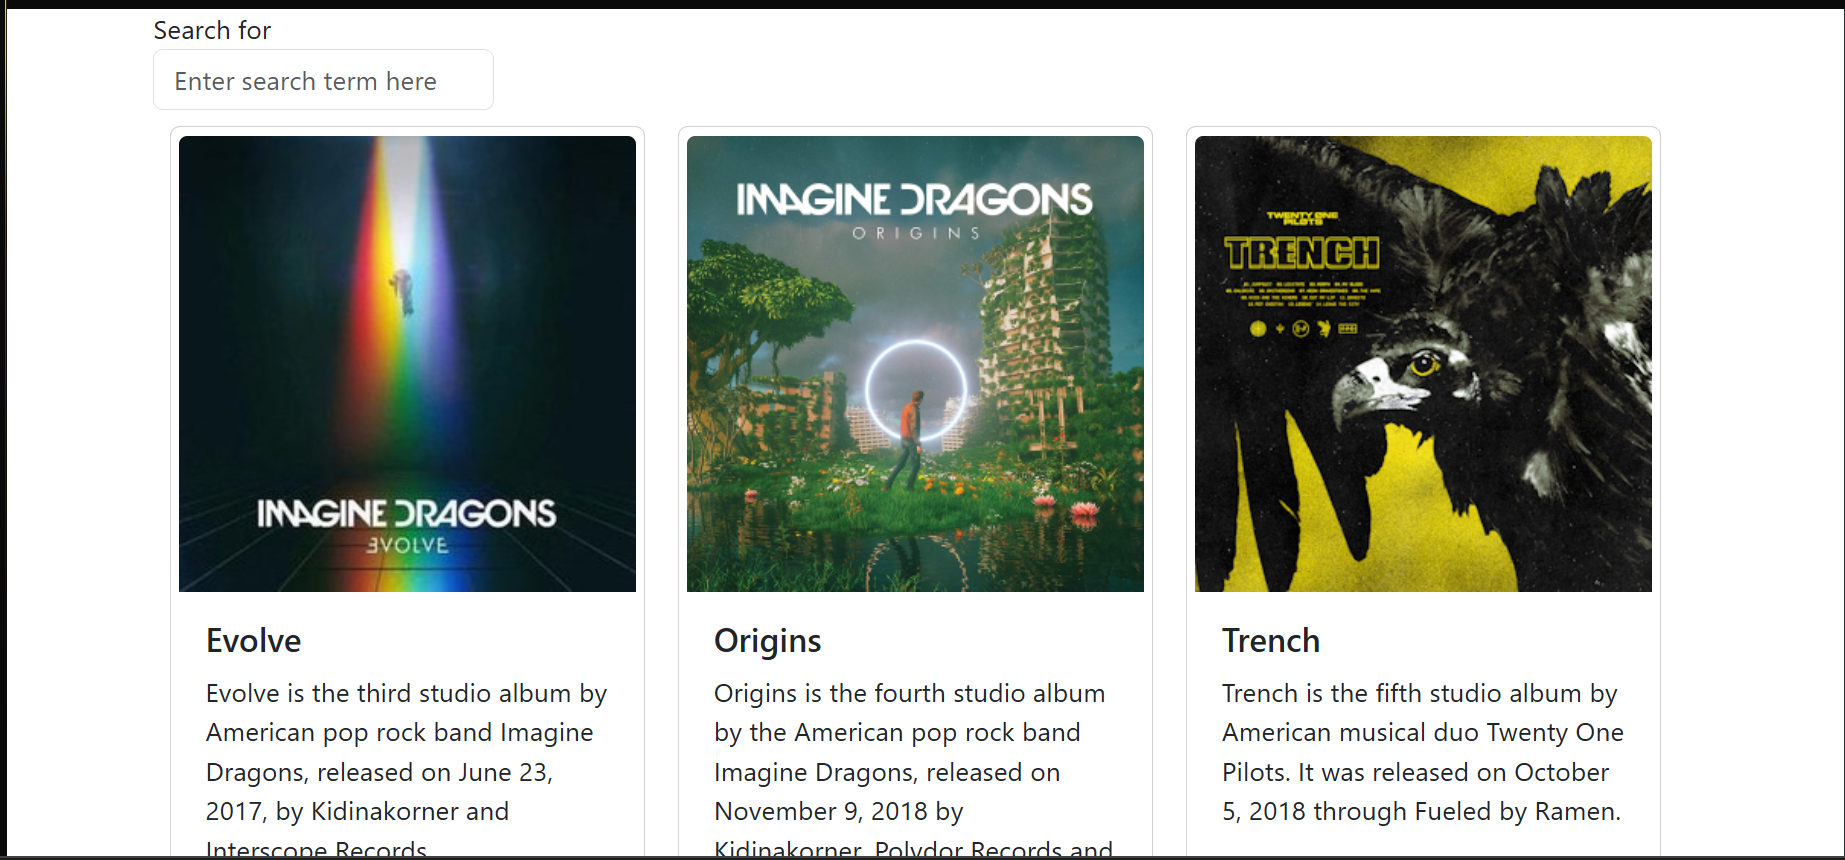 Search for
Enter search term here
IMAGINE DRAGONS
EVOLVE
Evolve
Evolve is the third studio album by
American pop rock band Imagine
Dragons, released on June 23,
2017, by Kidinakorner and
Interscope Records
IMAGINE DRAGONS
ORIGINS
Origins
Origins is the fourth studio album
by the American pop rock band
Imagine Dragons, released on
November 9, 2018 by
Kidinakorner, Polydor Records and
TWENTY ONE
PILOTS
TRENCH
Trench
Trench is the fifth studio album by
American musical duo Twenty One
Pilots. It was released on October
5, 2018 through Fueled by Ramen.